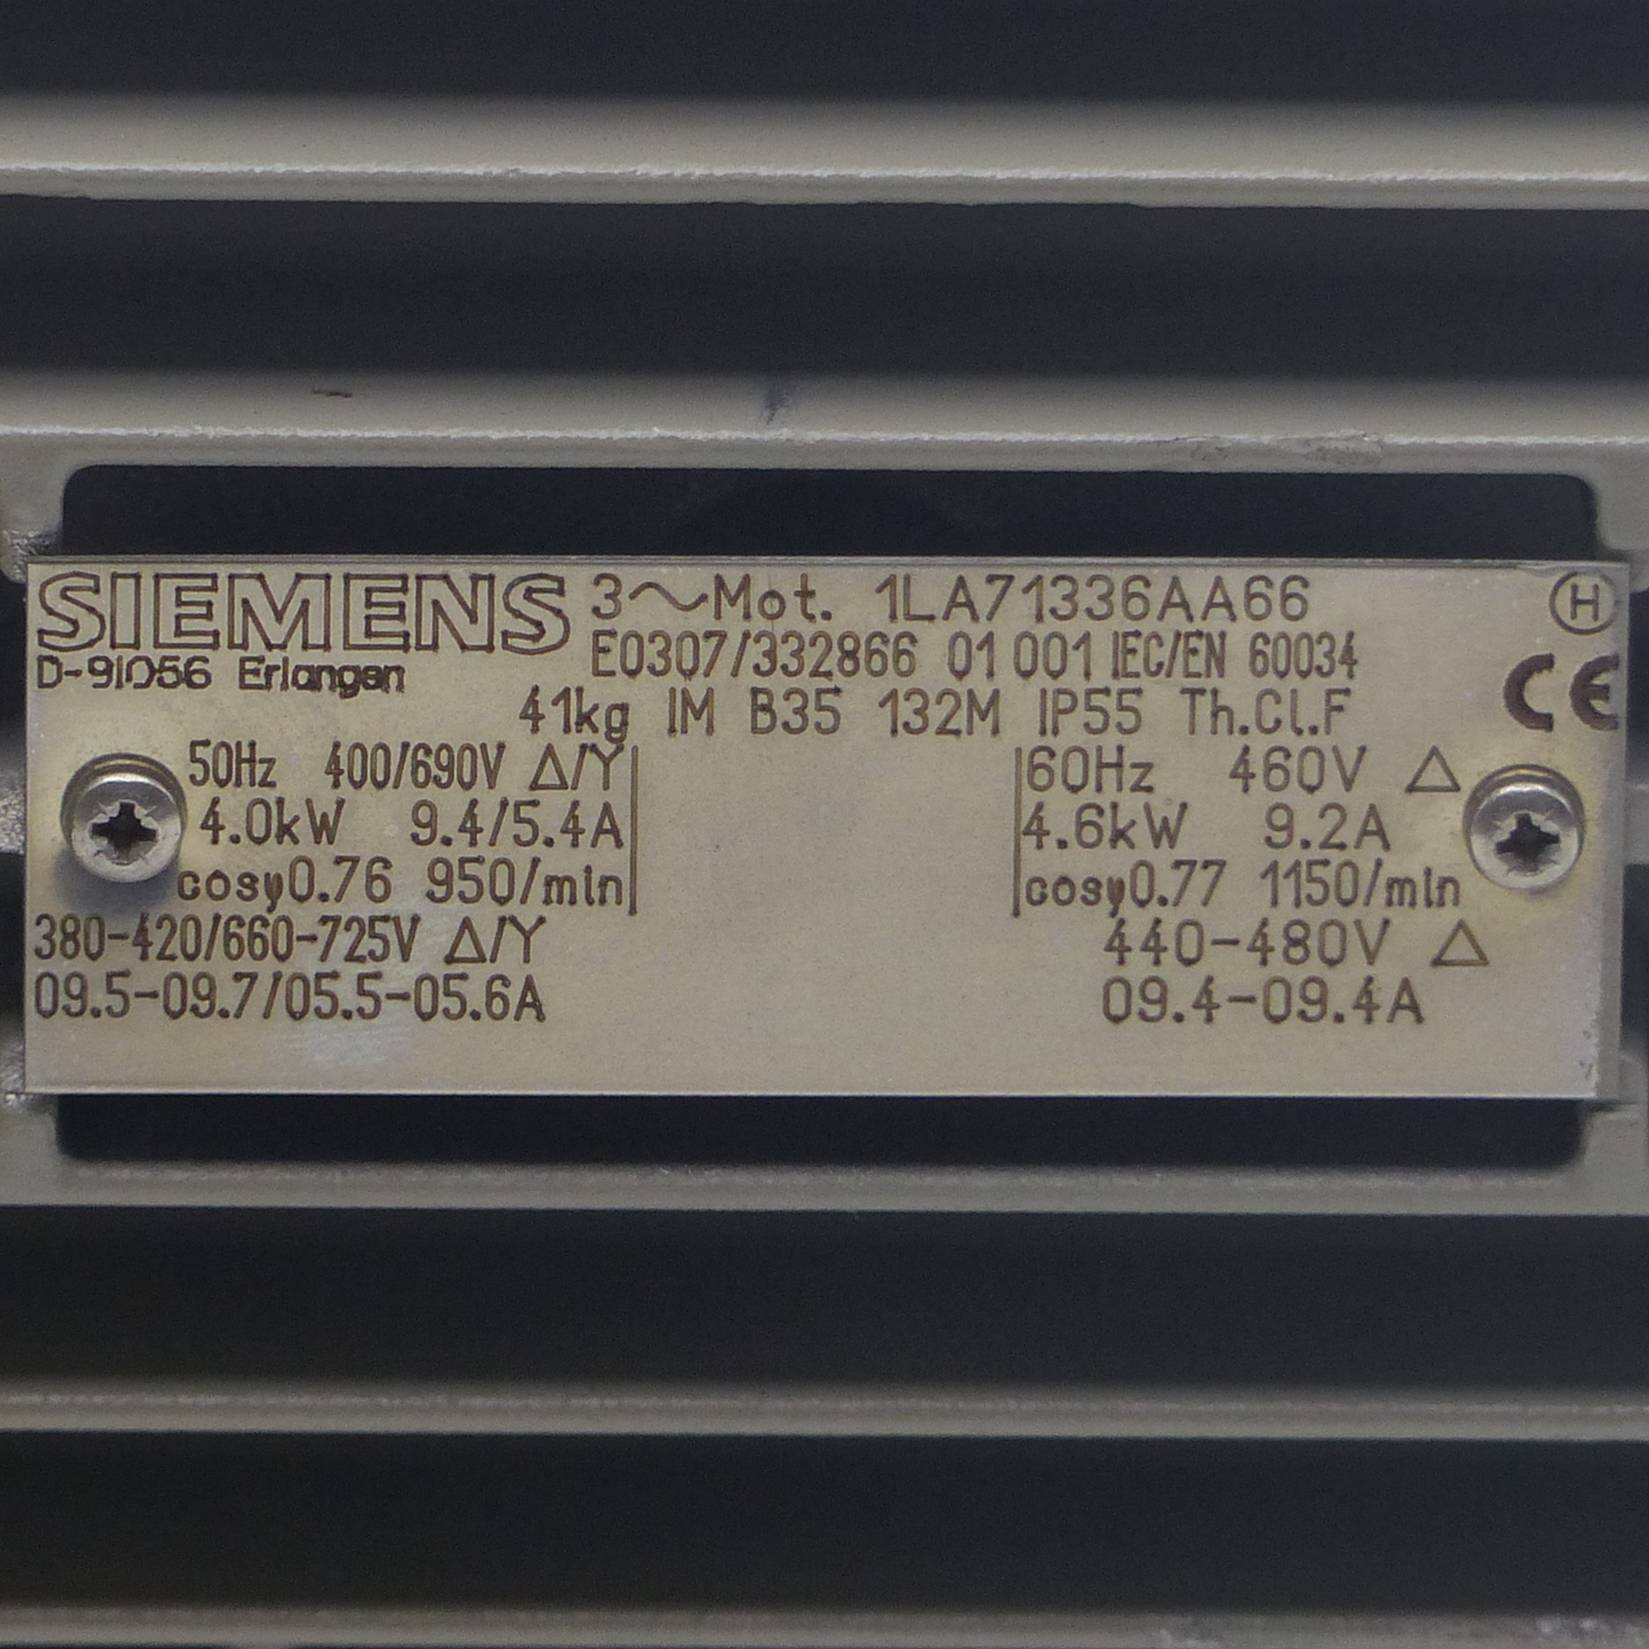 SIEMENS 3~Mot. 1LA71336AA66 H
D-91056 Erlangen E0307/332866 01 001 IEC/EN 60034
41kg IM B35 132M IP55 Th.Cl.F CE
50Hz 400/690V Δ/Y 60Hz 460V Δ
4.0kW 9.4/5.4A 4.6kW 9.2A
cosφ0.76 950/min cosφ0.77 1150/min
380-420/660-725V Δ/Y 440-480V Δ
09.5-09.7/05.5-05.6A 09.4-09.4A